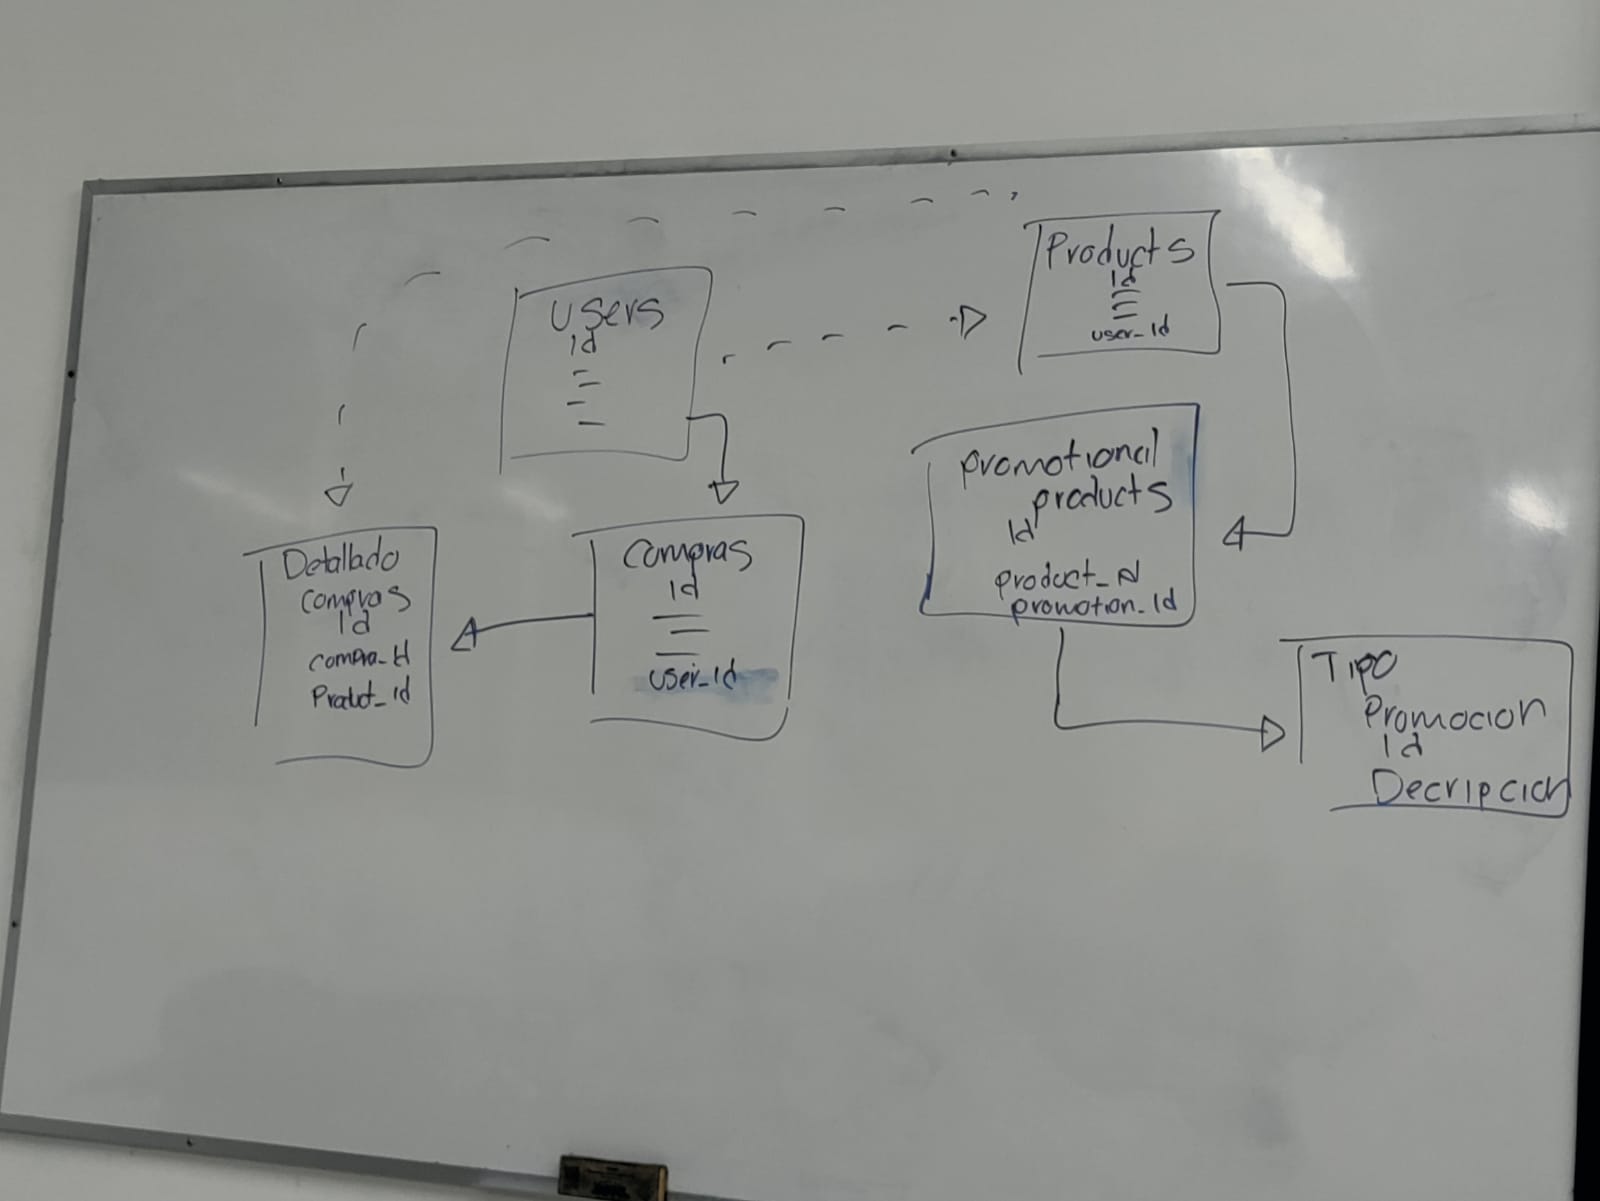 Products
Id
user_Id
users
Id
promotional
products
Id
product_Id
promotion_Id
Detallado
compras
Id
compra_Id
Product_id
Compras
Id
user_id
Tipo
Promocion
Id
Decripcion